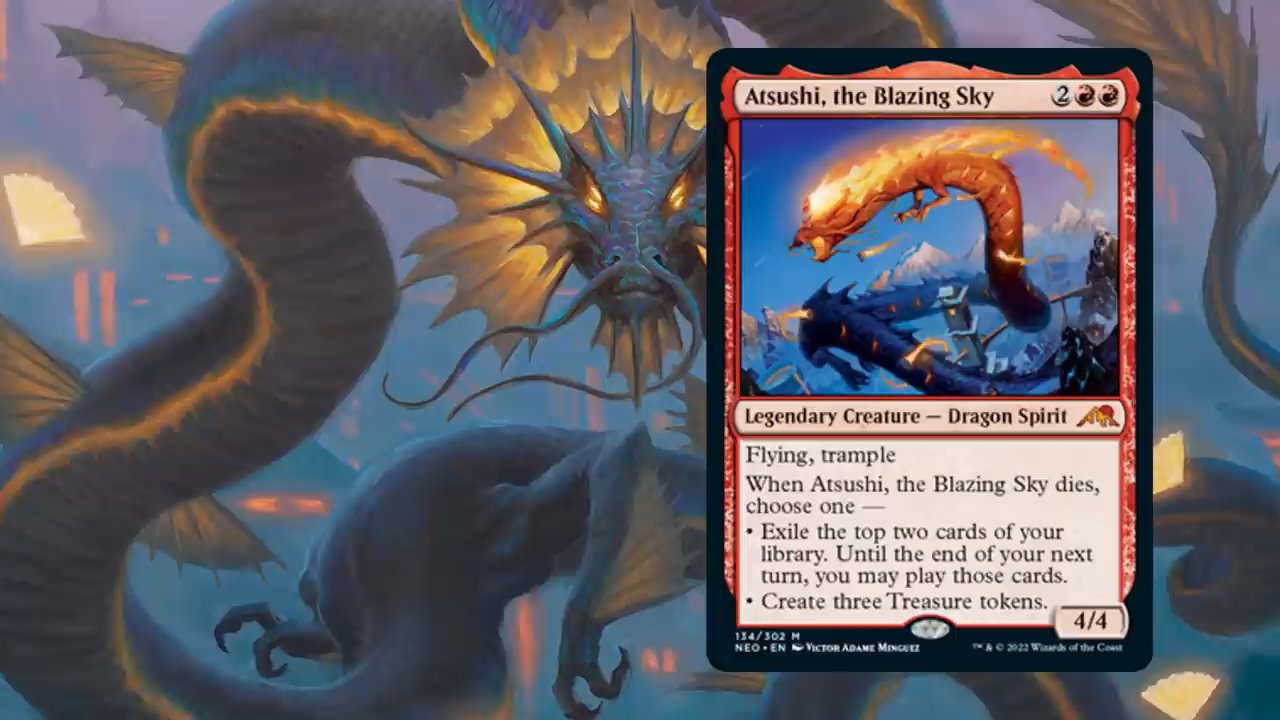 Atsushi, the Blazing Sky 2
Legendary Creature — Dragon Spirit
Flying, trample
When Atsushi, the Blazing Sky dies,
choose one —
• Exile the top two cards of your
library. Until the end of your next
turn, you may play those cards.
• Create three Treasure tokens.
4/4
134/302 M
NEO • EN Victor Adame Minguez
™ & © 2022 Wizards of the Coast